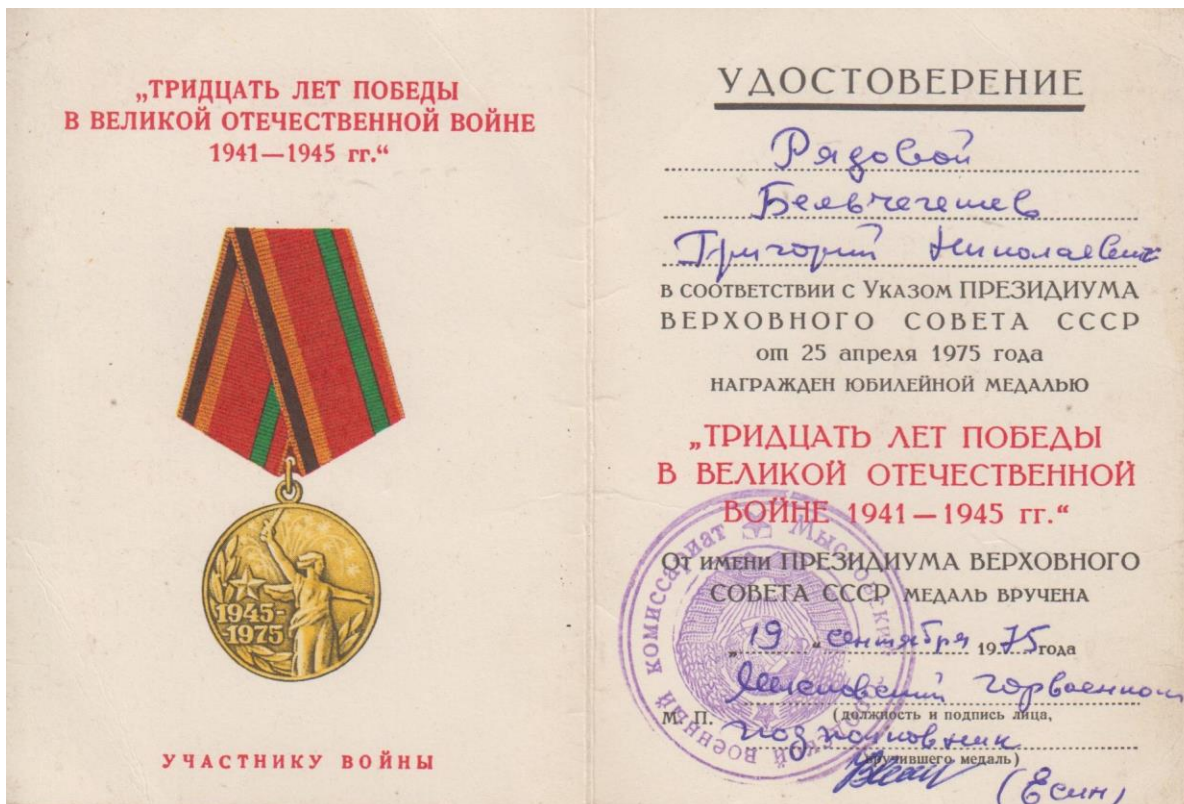 „ТРИДЦАТЬ ЛЕТ ПОБЕДЫ
В ВЕЛИКОЙ ОТЕЧЕСТВЕННОЙ ВОЙНЕ
1941—1945 гг.“
1945-
-1975
УЧАСТНИКУ ВОЙНЫ
УДОСТОВЕРЕНИЕ
Рядовой
Бельчегешев
Григорий Николаевич
В СООТВЕТСТВИИ С УКАЗОМ ПРЕЗИДИУМА
ВЕРХОВНОГО СОВЕТА СССР
от 25 апреля 1975 года
НАГРАЖДЕН ЮБИЛЕЙНОЙ МЕДАЛЬЮ
„ТРИДЦАТЬ ЛЕТ ПОБЕДЫ
В ВЕЛИКОЙ ОТЕЧЕСТВЕННОЙ
ВОЙНЕ 1941—1945 гг.“
ОТ ИМЕНИ ПРЕЗИДИУМА ВЕРХОВНОГО
СОВЕТА СССР МЕДАЛЬ ВРУЧЕНА
„19“ сентября 1975 года
горвоенком
М. П. (должность и подпись лица,
подполковник
вручившего медаль)
(Есин)
военный комиссариат